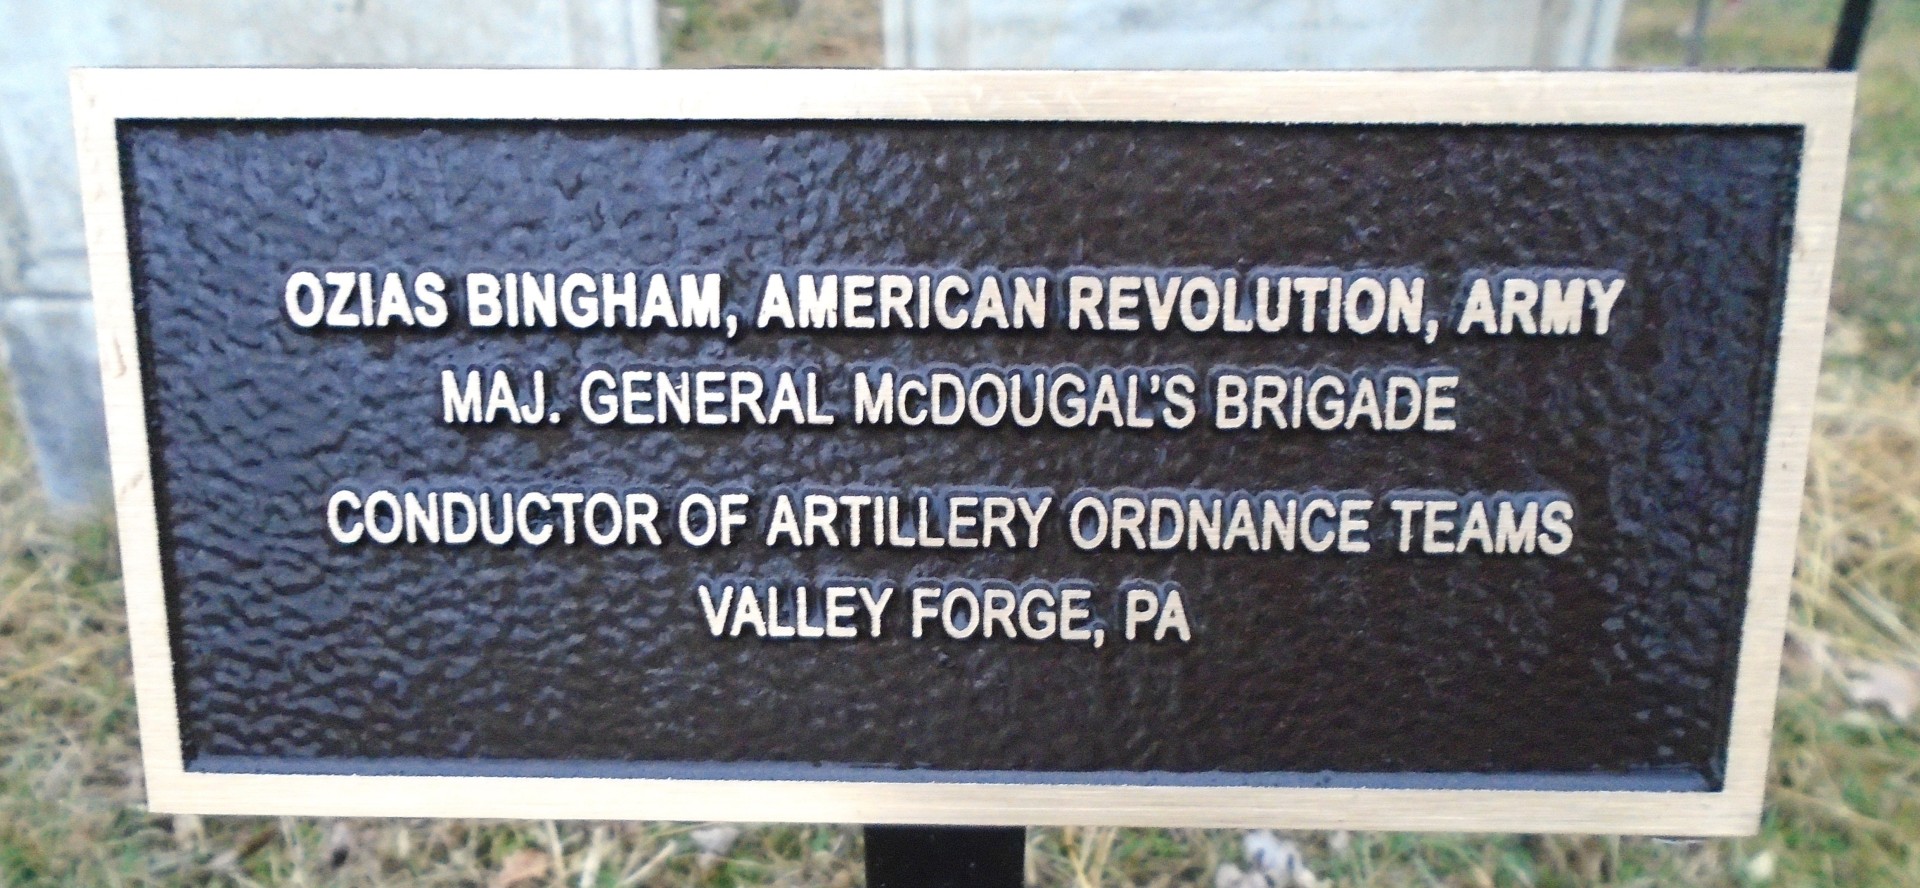 OZIAS BINGHAM, AMERICAN REVOLUTION, ARMY
MAJ. GENERAL McDOUGAL'S BRIGADE
CONDUCTOR OF ARTILLERY ORDNANCE TEAMS
VALLEY FORGE, PA